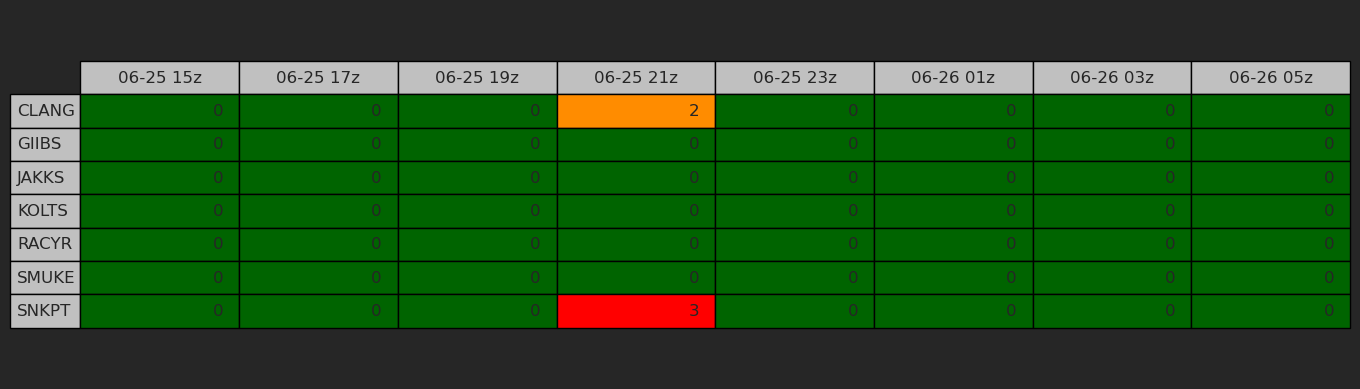 06-25 15z 06-25 17z 06-25 19z 06-25 21z 06-25 23z 06-26 01z 06-26 03z 06-26 05z
CLANG 0 0 0 2 0 0 0 0
GIIBS 0 0 0 0 0 0 0 0
JAKKS 0 0 0 0 0 0 0 0
KOLTS 0 0 0 0 0 0 0 0
RACYR 0 0 0 0 0 0 0 0
SMUKE 0 0 0 0 0 0 0 0
SNKPT 0 0 0 3 0 0 0 0